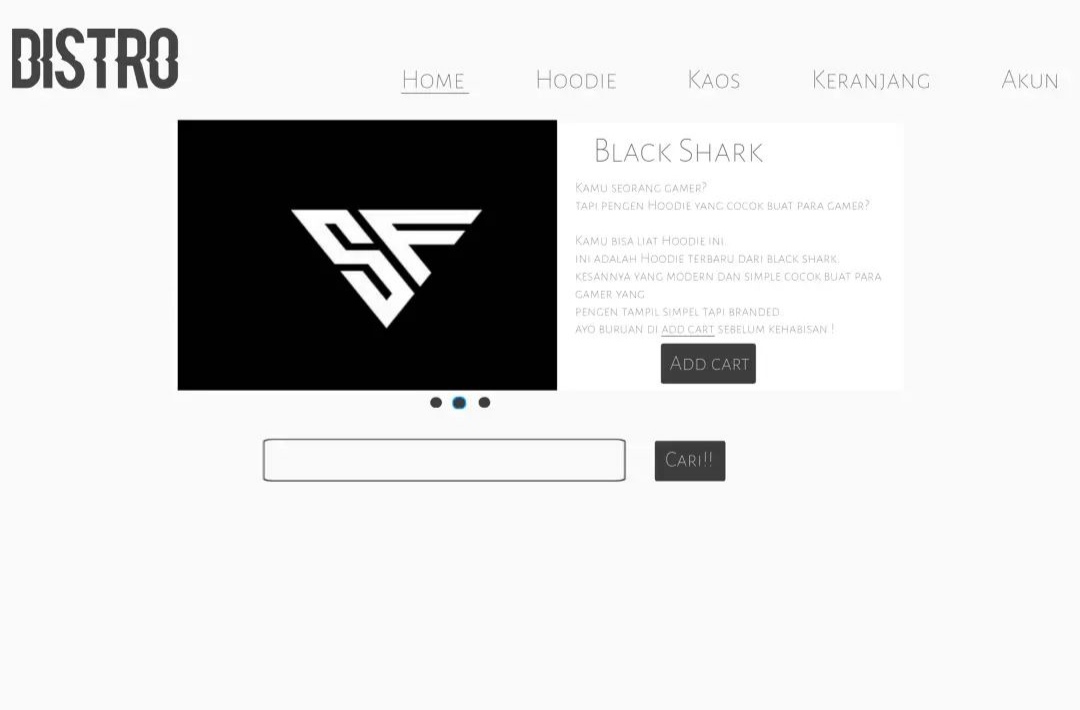 DISTRO
Home Hoodie Kaos Keranjang Akun
SF
Black Shark
Kamu seorang gamer?
tapi pengen Hoodie yang cocok buat para gamer?
Kamu bisa liat Hoodie ini.
ini adalah Hoodie terbaru dari black shark.
kesannya yang modern dan simple cocok buat para
gamer yang
pengen tampil simpel tapi branded
ayo buruan di add cart sebelum kehabisan !
Add cart
Cari!!